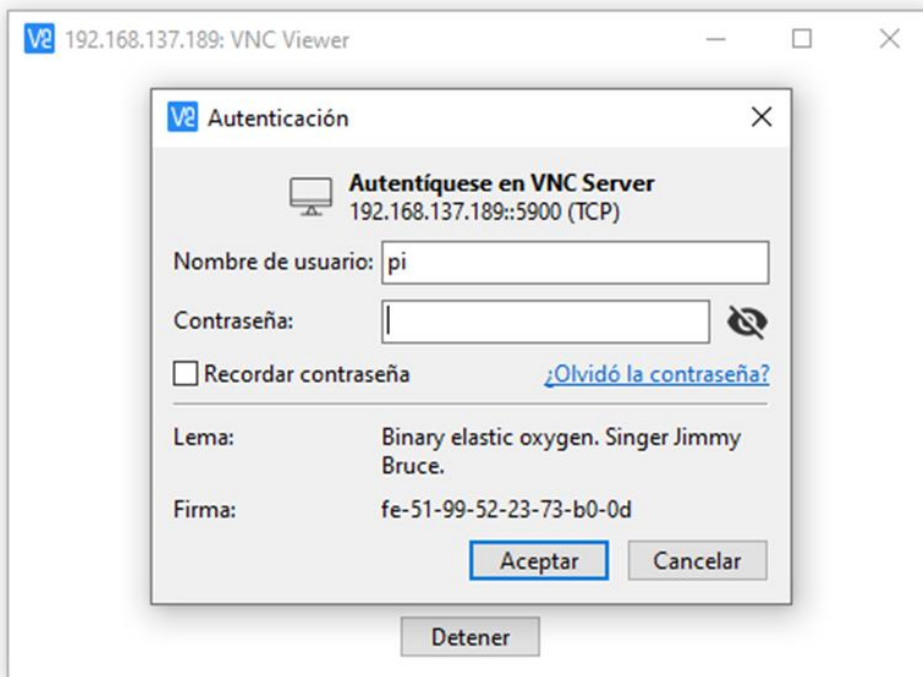 192.168.137.189: VNC Viewer
Autenticación
Autentíquese en VNC Server
192.168.137.189::5900 (TCP)
Nombre de usuario: pi
Contraseña:
Recordar contraseña ¿Olvidó la contraseña?
Lema: Binary elastic oxygen. Singer Jimmy
Bruce.
Firma: fe-51-99-52-23-73-b0-0d
Aceptar Cancelar
Detener